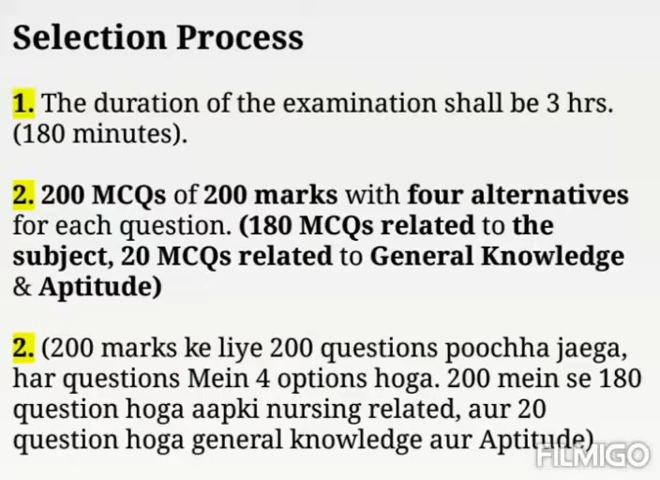 Selection Process
1. The duration of the examination shall be 3 hrs.
(180 minutes).
2. 200 MCQs of 200 marks with four alternatives
for each question. (180 MCQs related to the
subject, 20 MCQs related to General Knowledge
& Aptitude)
2. (200 marks ke liye 200 questions poochha jaega,
har questions Mein 4 options hoga. 200 mein se 180
question hoga aapki nursing related, aur 20
question hoga general knowledge aur Aptitude)
FILMIGO